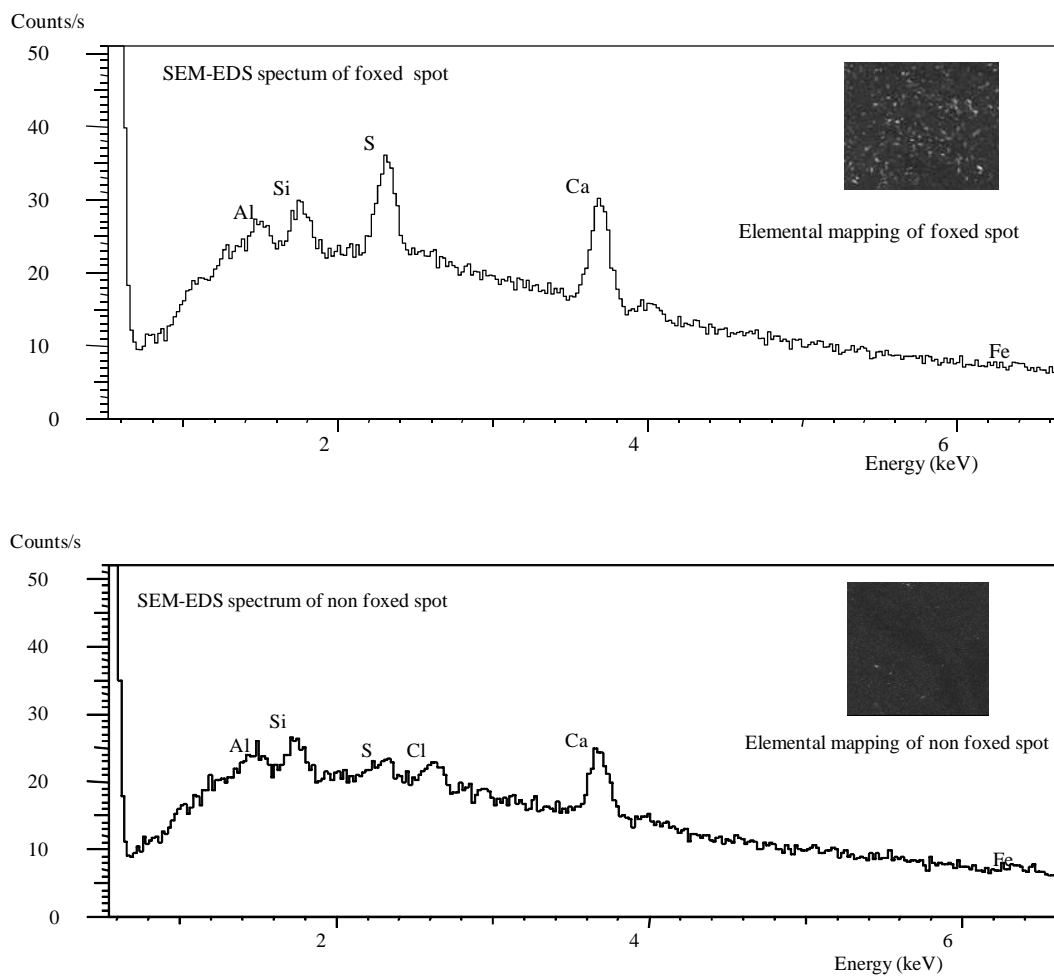 Counts/s
50
SEM-EDS spectum of foxed spot
40
S
Si
Ca
30
Al
Elemental mapping of foxed spot
20
10
Fe
0
2
4
6
Energy (keV)
Counts/s
50
SEM-EDS spectrum of non foxed spot
40
30
Si
Al
S
Cl
Ca
Elemental mapping of non foxed spot
20
10
Fe
0
2
4
6
Energy (keV)